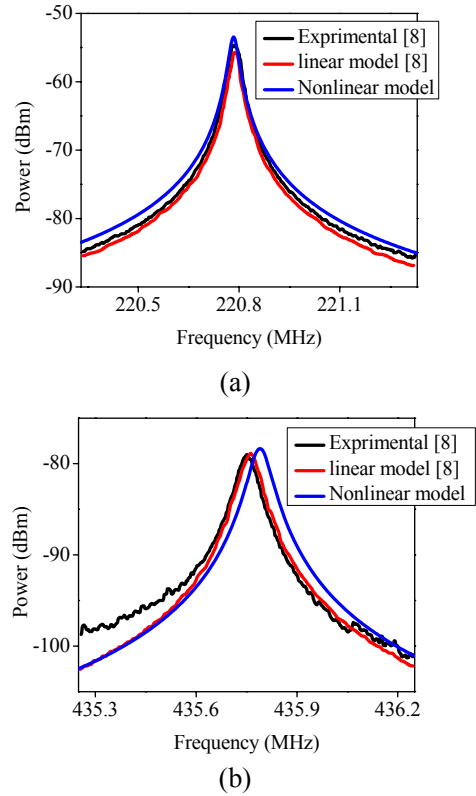 -50
-60
-70
-80
-90
Power (dBm)
Exprimental [8]
linear model [8]
Nonlinear model
220.5 220.8 221.1
Frequency (MHz)
(a)
-80
-90
-100
Power (dBm)
Exprimental [8]
linear model [8]
Nonlinear model
435.3 435.6 435.9 436.2
Frequency (MHz)
(b)